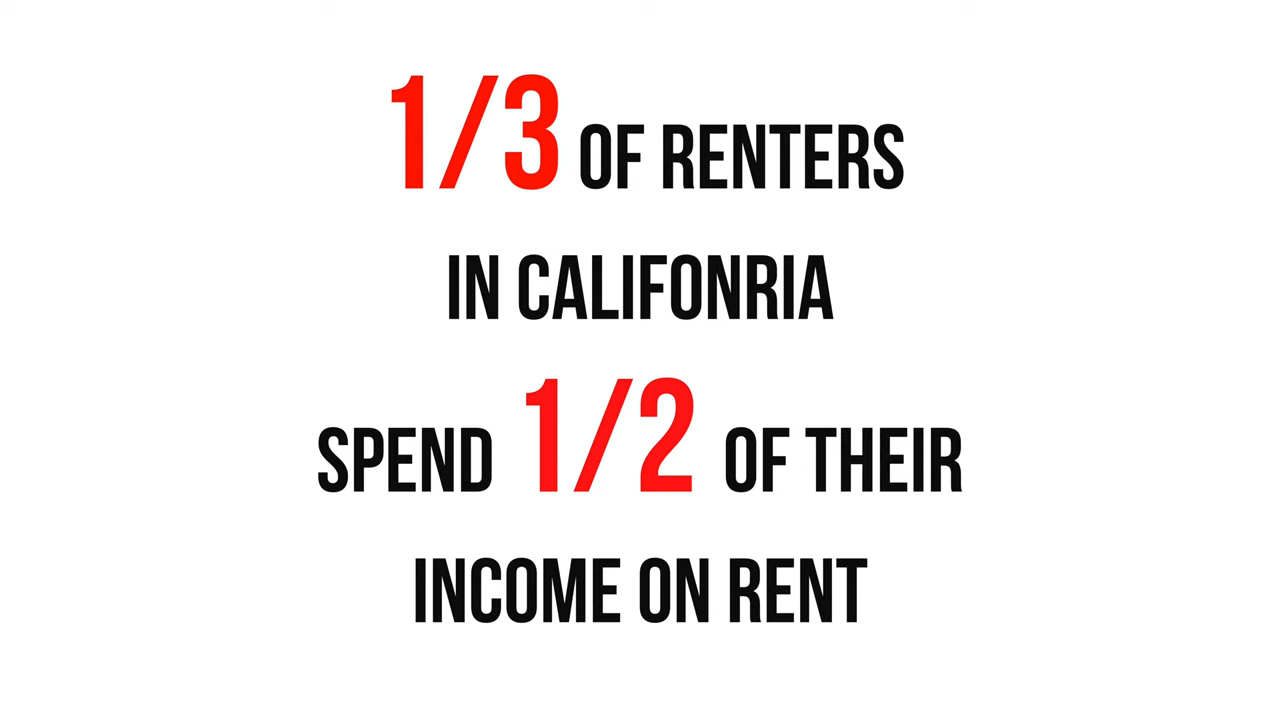 1/3 OF RENTERS
IN CALIFONRIA
SPEND 1/2 OF THEIR
INCOME ON RENT